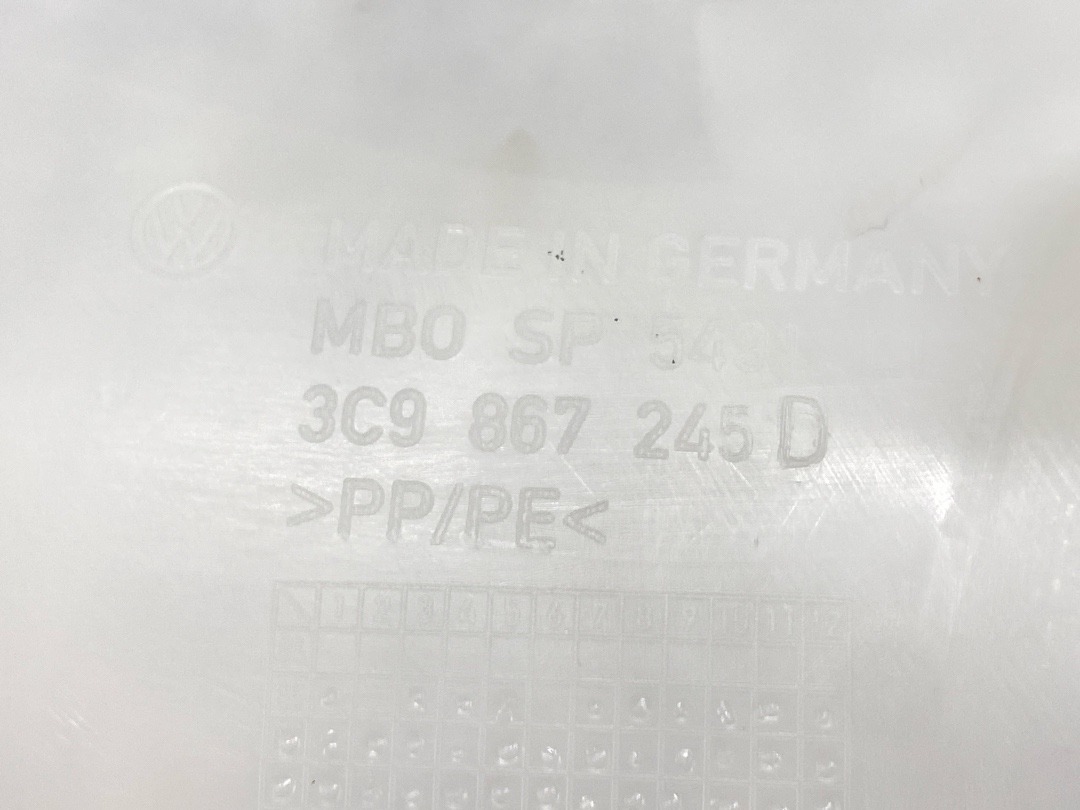 MADE IN GERMANY
MBO SP
3C9 867 245 D
>PP/PE<
1 2 3 4 5 6 7 8 9 10 11 12